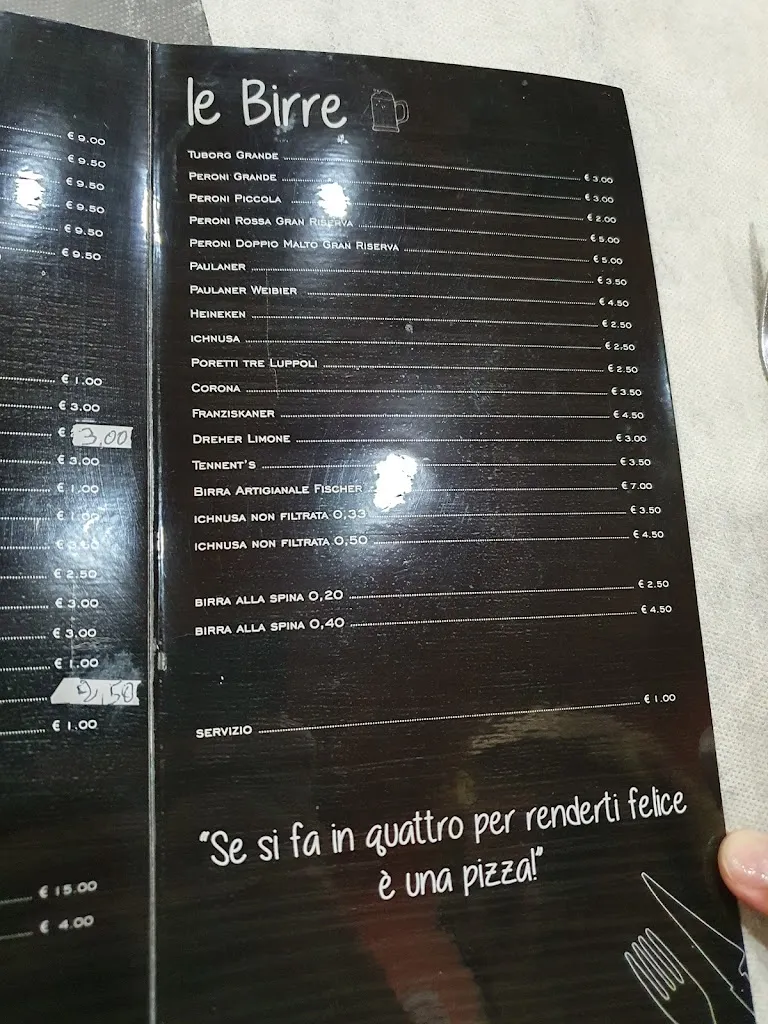 € 9.00
€ 9.50
€ 9.50
€ 9.50
€ 9.50
€ 9.50
€ 1.00
€ 3.00
€ 3,00
€ 3.00
€ 1.00
€ 2.50
€ 3.00
€ 3.00
€ 1.00
2,50
€ 1.00
€ 15.00
€ 4.00
le Birre
TUBORG GRANDE € 3.00
PERONI GRANDE € 3.00
PERONI PICCOLA € 2.00
PERONI ROSSA GRAN RISERVA € 5.00
PERONI DOPPIO MALTO GRAN RISERVA € 5.00
PAULANER € 3.50
PAULANER WEIBIER € 4.50
HEINEKEN € 2.50
ICHNUSA € 2.50
PORETTI TRE LUPPOLI € 2.50
CORONA € 3.50
FRANZISKANER € 4.50
DREHER LIMONE € 3.00
TENNENT'S € 3.50
BIRRA ARTIGIANALE FISCHER € 7.00
ICHNUSA NON FILTRATA 0,33 € 3.50
ICHNUSA NON FILTRATA 0,50 € 4.50
BIRRA ALLA SPINA 0,20 € 2.50
BIRRA ALLA SPINA 0,40 € 4.50
SERVIZIO € 1.00
"Se si fa in quattro per renderti felice
è una pizza!"